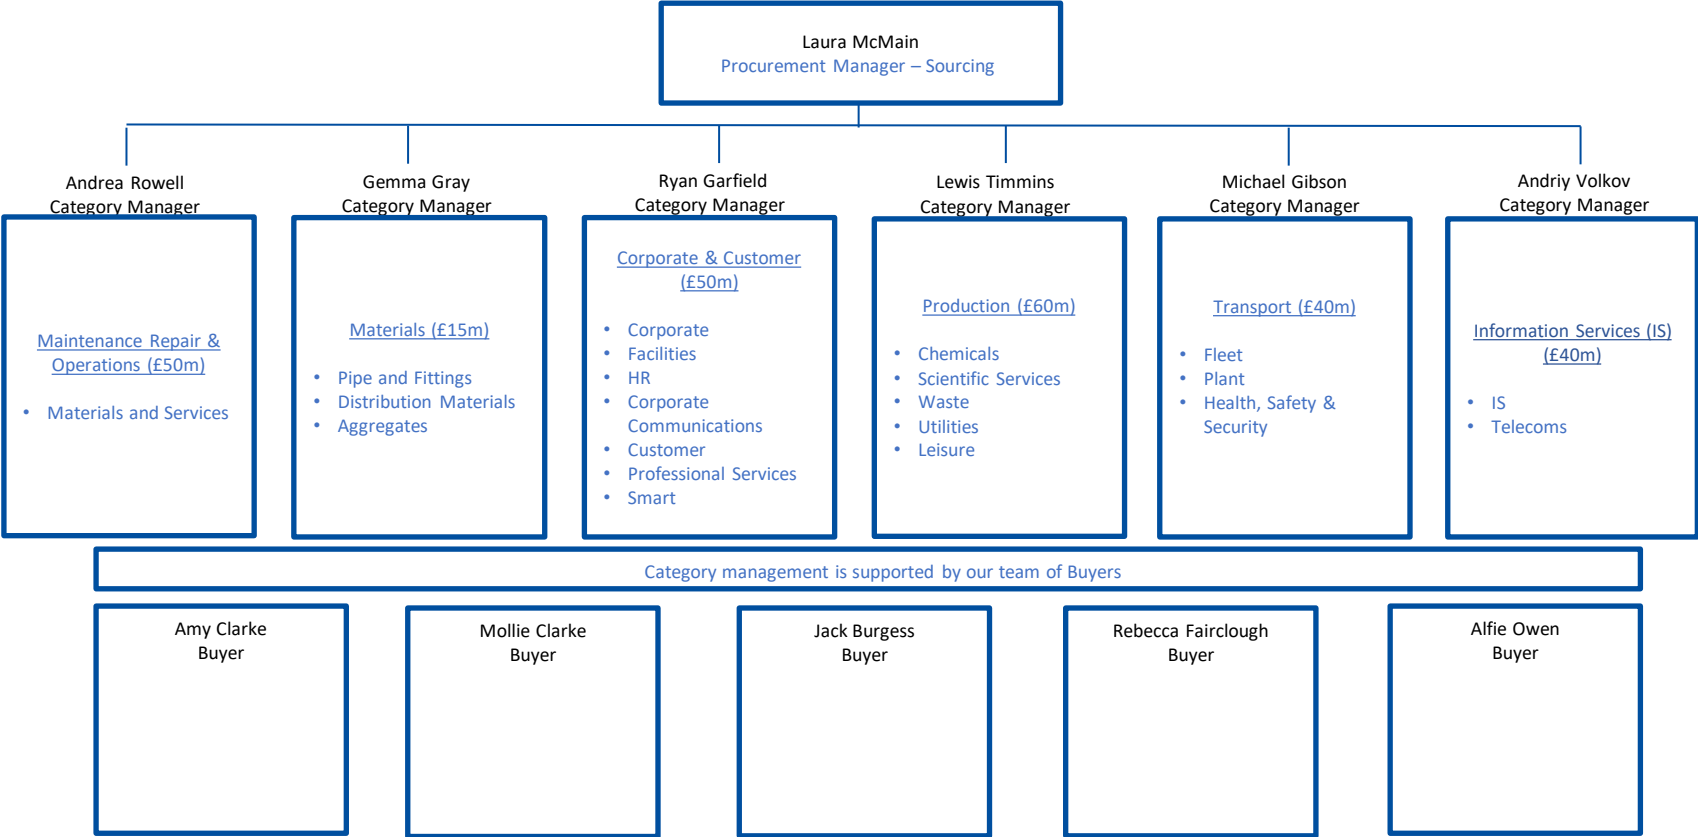 Laura McMain
Procurement Manager – Sourcing
Andrea Rowell
Category Manager
Gemma Gray
Category Manager
Ryan Garfield
Category Manager
Lewis Timmins
Category Manager
Michael Gibson
Category Manager
Andriy Volkov
Category Manager
Maintenance Repair &
Operations (£50m)
• Materials and Services
Materials (£15m)
• Pipe and Fittings
• Distribution Materials
• Aggregates
Corporate & Customer
(£50m)
• Corporate
• Facilities
• HR
• Corporate
Communications
• Customer
• Professional Services
• Smart
Production (£60m)
• Chemicals
• Scientific Services
• Waste
• Utilities
• Leisure
Transport (£40m)
• Fleet
• Plant
• Health, Safety &
Security
Information Services (IS)
(£40m)
• IS
• Telecoms
Category management is supported by our team of Buyers
Amy Clarke
Buyer
Mollie Clarke
Buyer
Jack Burgess
Buyer
Rebecca Fairclough
Buyer
Alfie Owen
Buyer